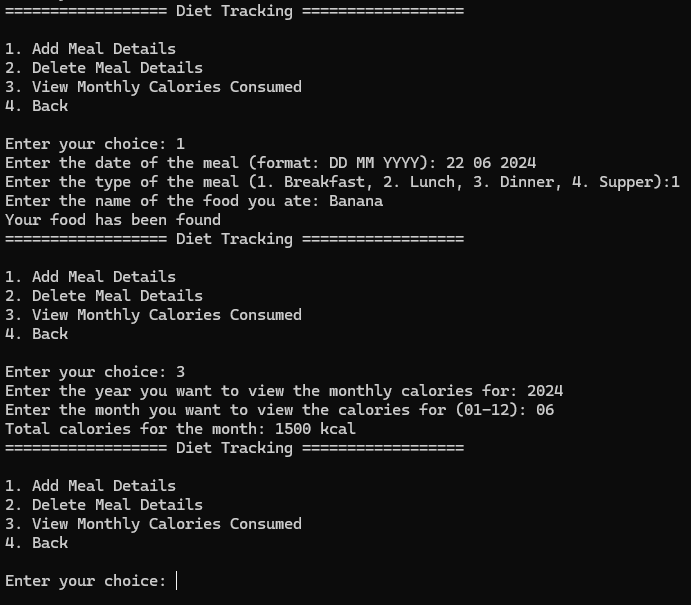 ================== Diet Tracking ==================
1. Add Meal Details
2. Delete Meal Details
3. View Monthly Calories Consumed
4. Back
Enter your choice: 1
Enter the date of the meal (format: DD MM YYYY): 22 06 2024
Enter the type of the meal (1. Breakfast, 2. Lunch, 3. Dinner, 4. Supper):1
Enter the name of the food you ate: Banana
Your food has been found
================== Diet Tracking ==================
1. Add Meal Details
2. Delete Meal Details
3. View Monthly Calories Consumed
4. Back
Enter your choice: 3
Enter the year you want to view the monthly calories for: 2024
Enter the month you want to view the calories for (01-12): 06
Total calories for the month: 1500 kcal
================== Diet Tracking ==================
1. Add Meal Details
2. Delete Meal Details
3. View Monthly Calories Consumed
4. Back
Enter your choice: